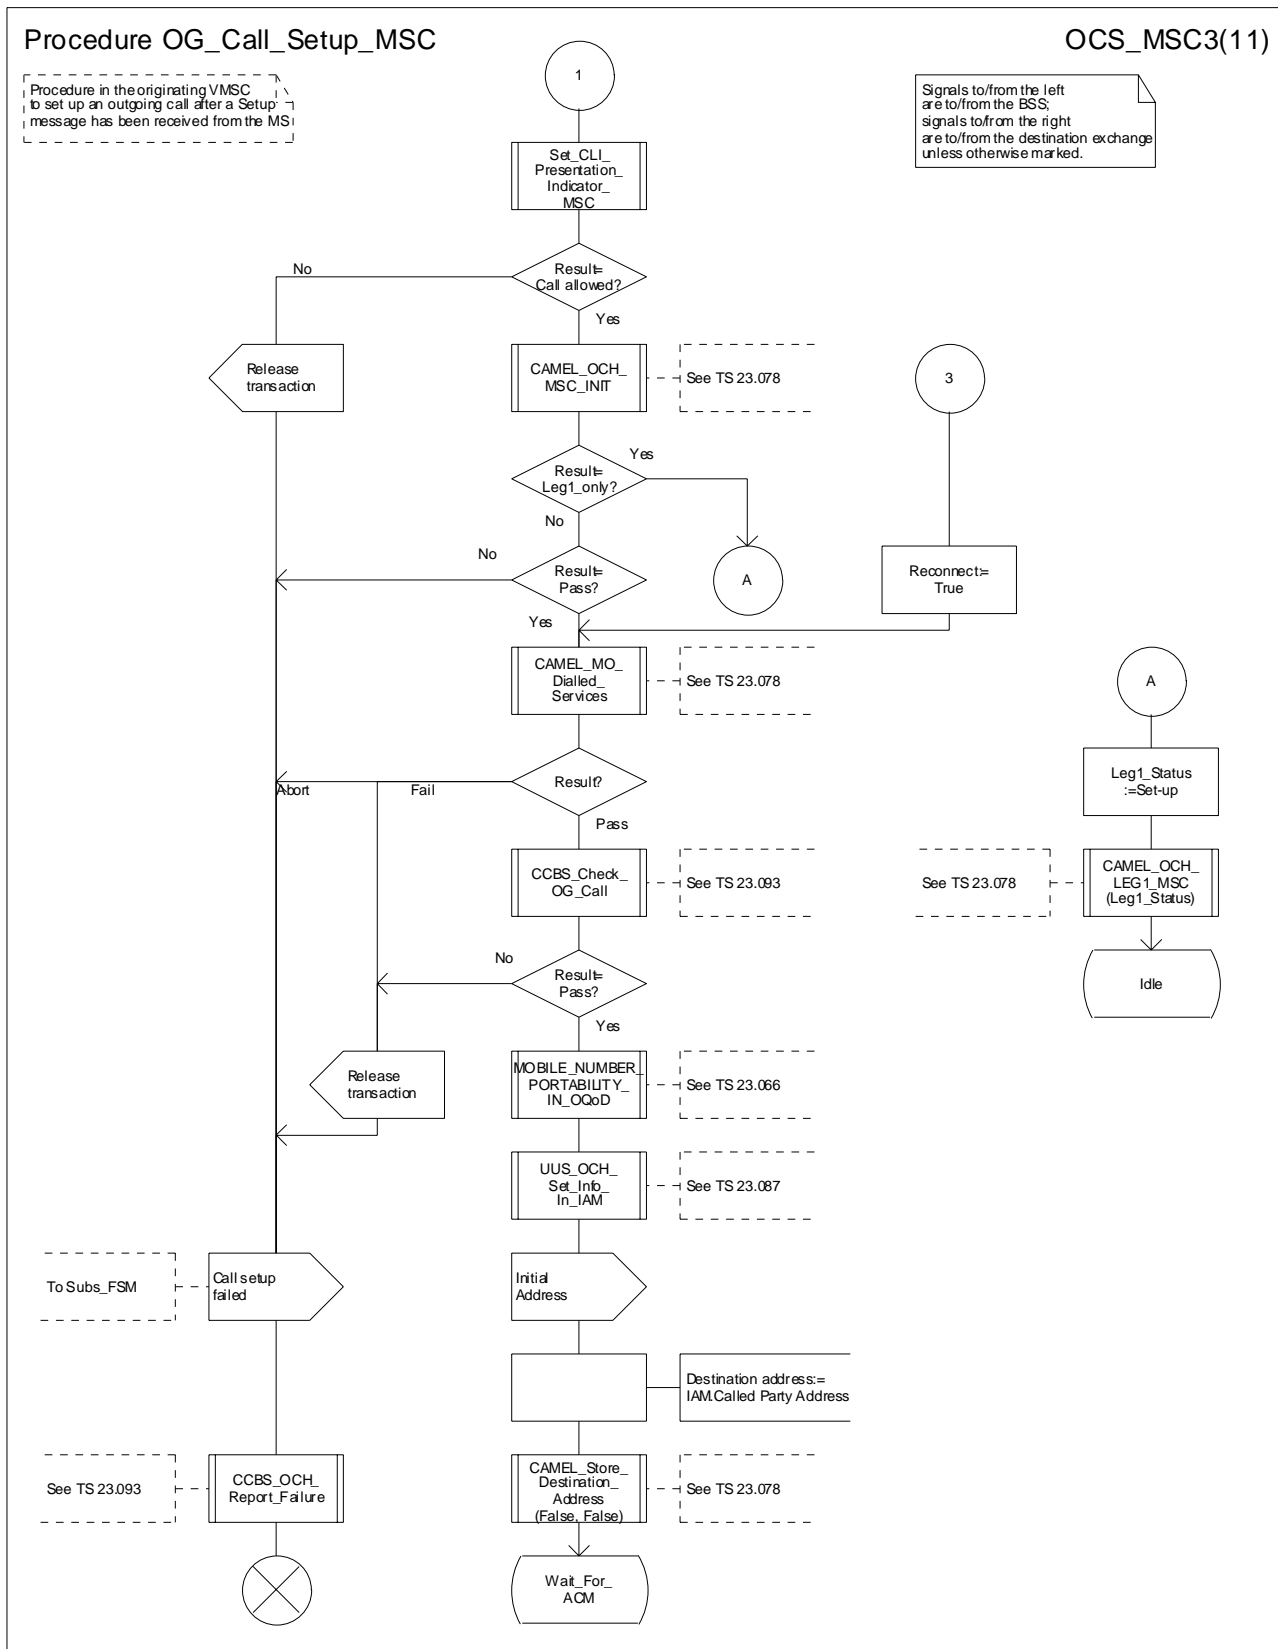 Procedure OG_Call_Setup_MSC
OCS_MSC3(11)
Procedure in the originating VMSC
to set up an outgoing call after a Setup
message has been received from the MS
1
Signals to/from the left
are to/from the BSS;
signals to/from the right
are to/from the destination exchange
unless otherwise marked.
Set_CLI_
Presentation_
Indicator_
MSC
No
Result=
Call allowed?
Yes
Release
transaction
CAMEL_OCH_
MSC_INIT
See TS 23.078
3
Result=
Leg1_only?
Yes
No
No
Result=
Pass?
A
Reconnect:=
True
Yes
CAMEL_MO_
Dialled_
Services
See TS 23.078
A
Abort
Fail
Result?
Leg1_Status
:=Set-up
Pass
CCBS_Check_
OG_Call
See TS 23.093
See TS 23.078
CAMEL_OCH_
LEG1_MSC
(Leg1_Status)
No
Result=
Pass?
Idle
Yes
Release
transaction
MOBILE_NUMBER_
PORTABILITY_
IN_OQoD
See TS 23.066
UUS_OCH_
Set_Info_
In_IAM
See TS 23.087
To Subs_FSM
Call setup
failed
Initial
Address
Destination address:=
IAM.Called Party Address
See TS 23.093
CCBS_OCH_
Report_Failure
CAMEL_Store_
Destination_
Address
(False, False)
See TS 23.078
Wait_For_
ACM